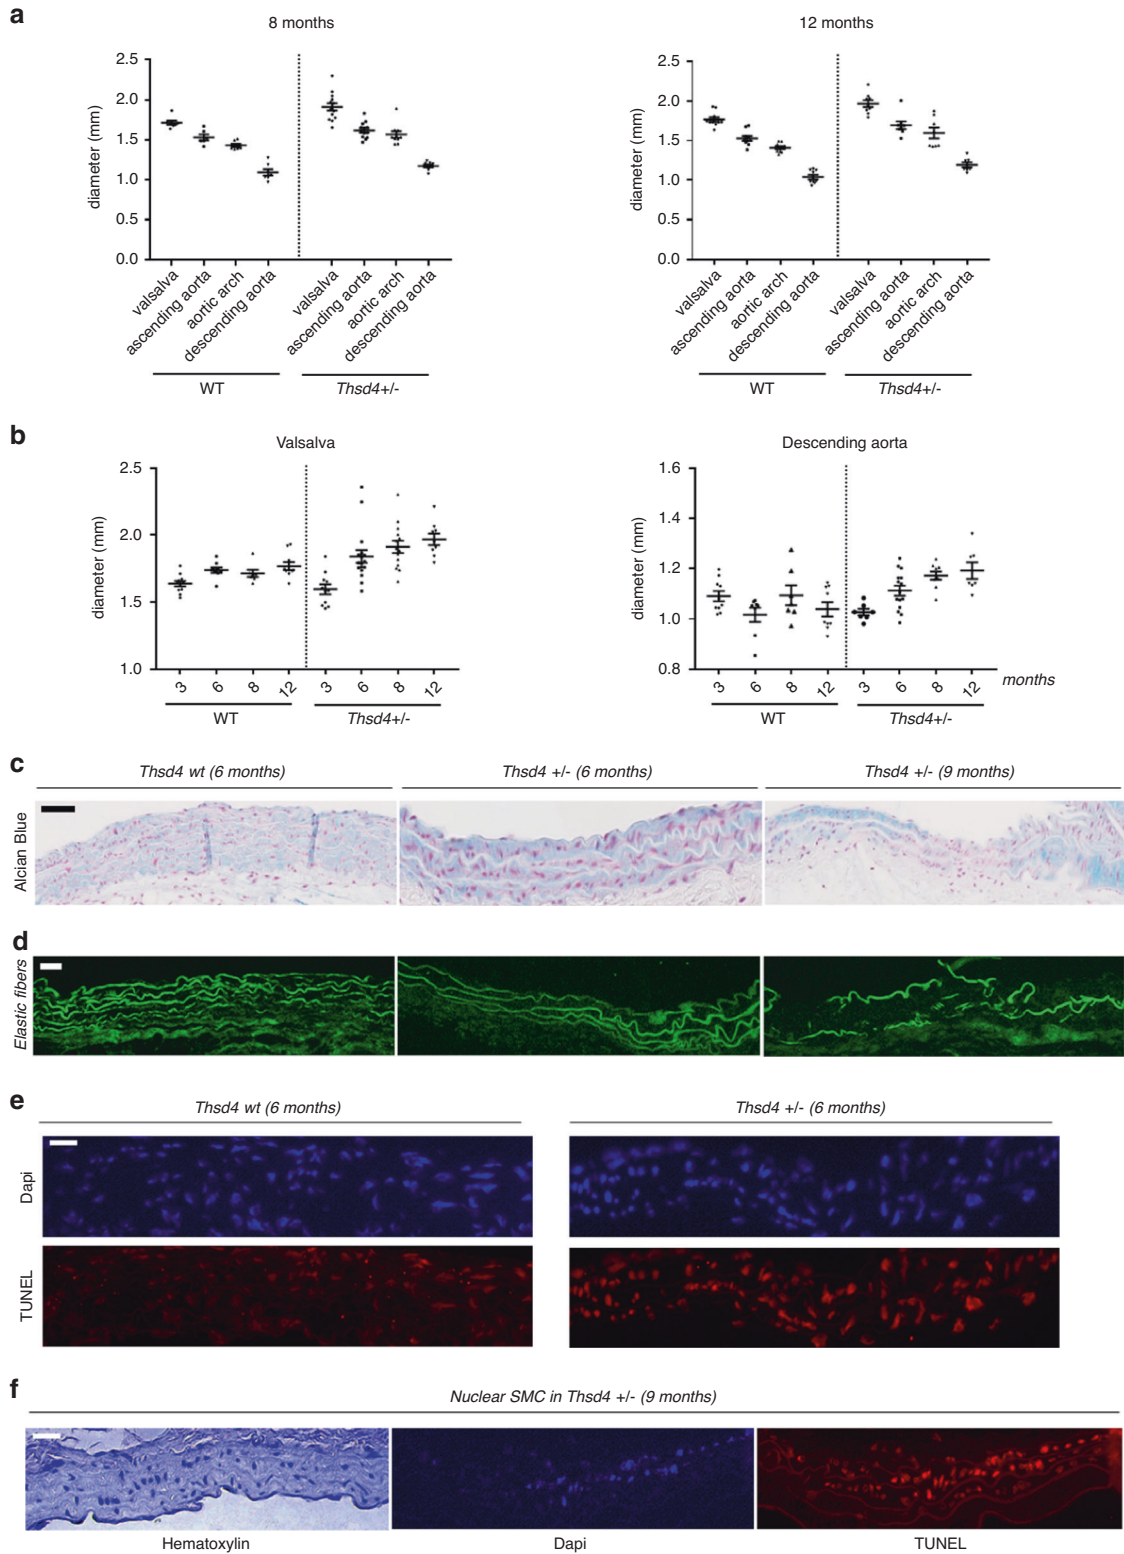 a
8 months
12 months
diameter (mm)
2.5
2.0
1.5
1.0
0.5
0.0
valsalva
ascending aorta
aortic arch
descending aorta
valsalva
ascending aorta
aortic arch
descending aorta
WT
Thsd4+/-
diameter (mm)
2.5
2.0
1.5
1.0
0.5
0.0
valsalva
ascending aorta
aortic arch
descending aorta
valsalva
ascending aorta
aortic arch
descending aorta
WT
Thsd4+/-
b
Valsalva
Descending aorta
diameter (mm)
2.5
2.0
1.5
1.0
3 6 8 12 3 6 8 12
WT
Thsd4+/-
diameter (mm)
1.6
1.4
1.2
1.0
0.8
3 6 8 12 3 6 8 12
months
WT
Thsd4+/-
c
Thsd4 wt (6 months)
Thsd4 +/- (6 months)
Thsd4 +/- (9 months)
Alcian Blue
d
Elastic fibers
e
Thsd4 wt (6 months)
Thsd4 +/- (6 months)
Dapi
TUNEL
f
Nuclear SMC in Thsd4 +/- (9 months)
Hematoxylin
Dapi
TUNEL